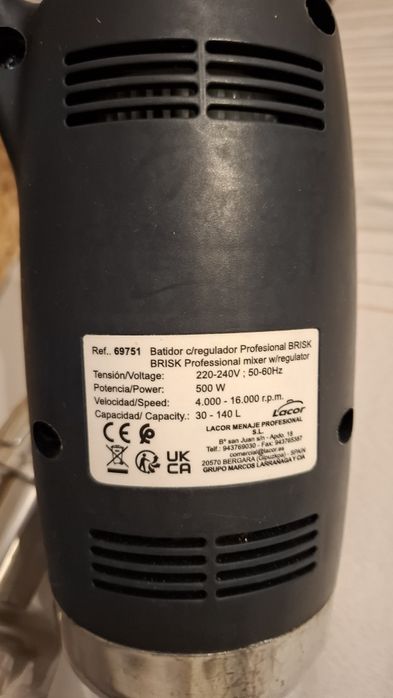 Ref.. 69751 Batidor c/regulador Profesional BRISK
BRISK Professional mixer w/regulator
Tensión/Voltage: 220-240V ; 50-60Hz
Potencia/Power: 500 W
Velocidad/Speed: 4.000 - 16.000 r.p.m.
Capacidad/ Capacity.: 30 - 140 L
Lacor
LACOR MENAJE PROFESIONAL
S.L.
Bº san Juan s/n - Apdo. 18
Telf.: 943769030 - Fax: 943765387
comercial@lacor.es
20570 BERGARA (Gipuzkoa) - SPAIN
GRUPO MARCOS LARRAÑAGA Y CIA
CE
UK
CA